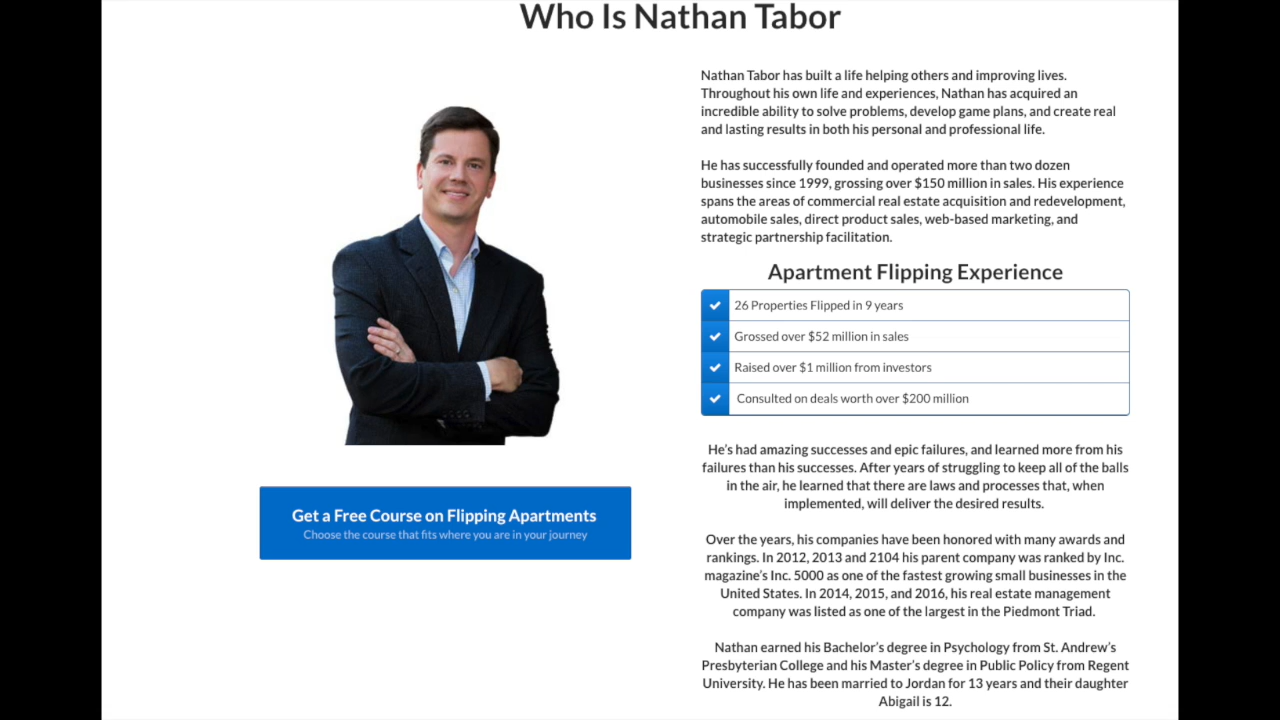 Who Is Nathan Tabor
Nathan Tabor has built a life helping others and improving lives.
Throughout his own life and experiences, Nathan has acquired an
incredible ability to solve problems, develop game plans, and create real
and lasting results in both his personal and professional life.
He has successfully founded and operated more than two dozen
businesses since 1999, grossing over $150 million in sales. His experience
spans the areas of commercial real estate acquisition and redevelopment,
automobile sales, direct product sales, web-based marketing, and
strategic partnership facilitation.
Apartment Flipping Experience
26 Properties Flipped in 9 years
Grossed over $52 million in sales
Raised over $1 million from investors
Consulted on deals worth over $200 million
He's had amazing successes and epic failures, and learned more from his
failures than his successes. After years of struggling to keep all of the balls
in the air, he learned that there are laws and processes that, when
implemented, will deliver the desired results.
Over the years, his companies have been honored with many awards and
rankings. In 2012, 2013 and 2104 his parent company was ranked by Inc.
magazine's Inc. 5000 as one of the fastest growing small businesses in the
United States. In 2014, 2015, and 2016, his real estate management
company was listed as one of the largest in the Piedmont Triad.
Nathan earned his Bachelor's degree in Psychology from St. Andrew's
Presbyterian College and his Master's degree in Public Policy from Regent
University. He has been married to Jordan for 13 years and their daughter
Abigail is 12.
Get a Free Course on Flipping Apartments
Choose the course that fits where you are in your journey